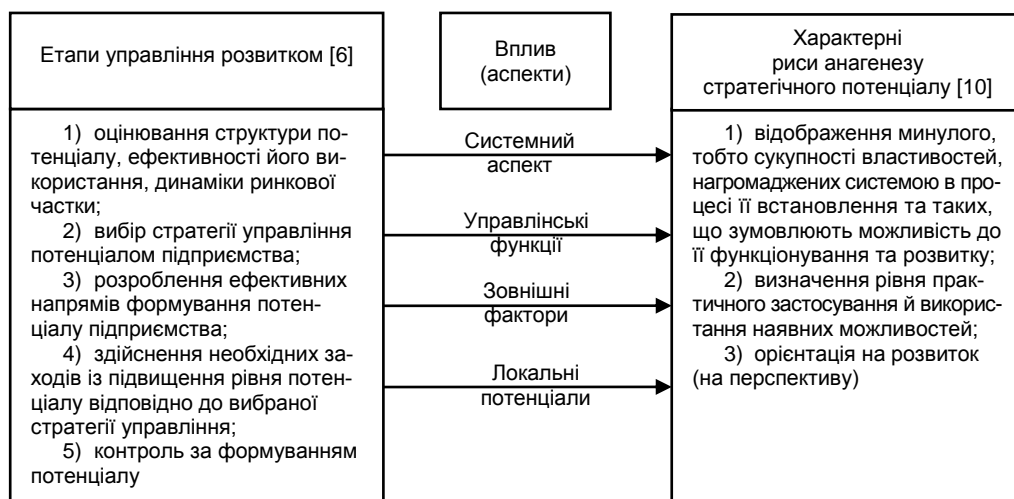 Етапи управління розвитком [6]
Вплив
(аспекти)
Характерні
риси анагенезу
стратегічного потенціалу [10]
1) оцінювання структури по-
тенціалу, ефективності його ви-
користання, динаміки ринкової
частки;
2) вибір стратегії управління
потенціалом підприємства;
3) розроблення ефективних
напрямів формування потен-
ціалу підприємства;
4) здійснення необхідних за-
ходів із підвищення рівня потен-
ціалу відповідно до вибраної
стратегії управління;
5) контроль за формуванням
потенціалу
Системний
аспект
Управлінські
функції
Зовнішні
фактори
Локальні
потенціали
1) відображення минулого,
тобто сукупності властивостей,
нагромаджених системою в про-
цесі її встановлення та таких,
що зумовлюють можливість до
її функціонування та розвитку;
2) визначення рівня прак-
тичного застосування й викорис-
тання наявних можливостей;
3) орієнтація на розвиток
(на перспективу)